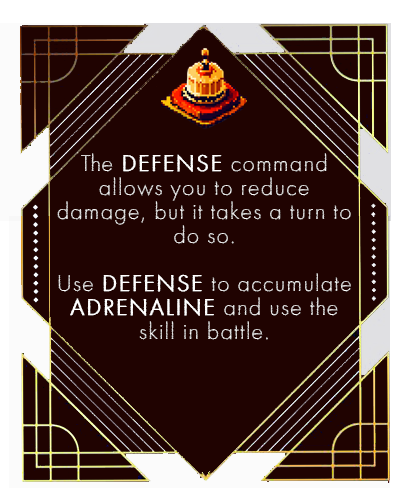 The DEFENSE command
allows you to reduce
damage, but it takes a turn to
do so.
Use DEFENSE to accumulate
ADRENALINE and use the
skill in battle.